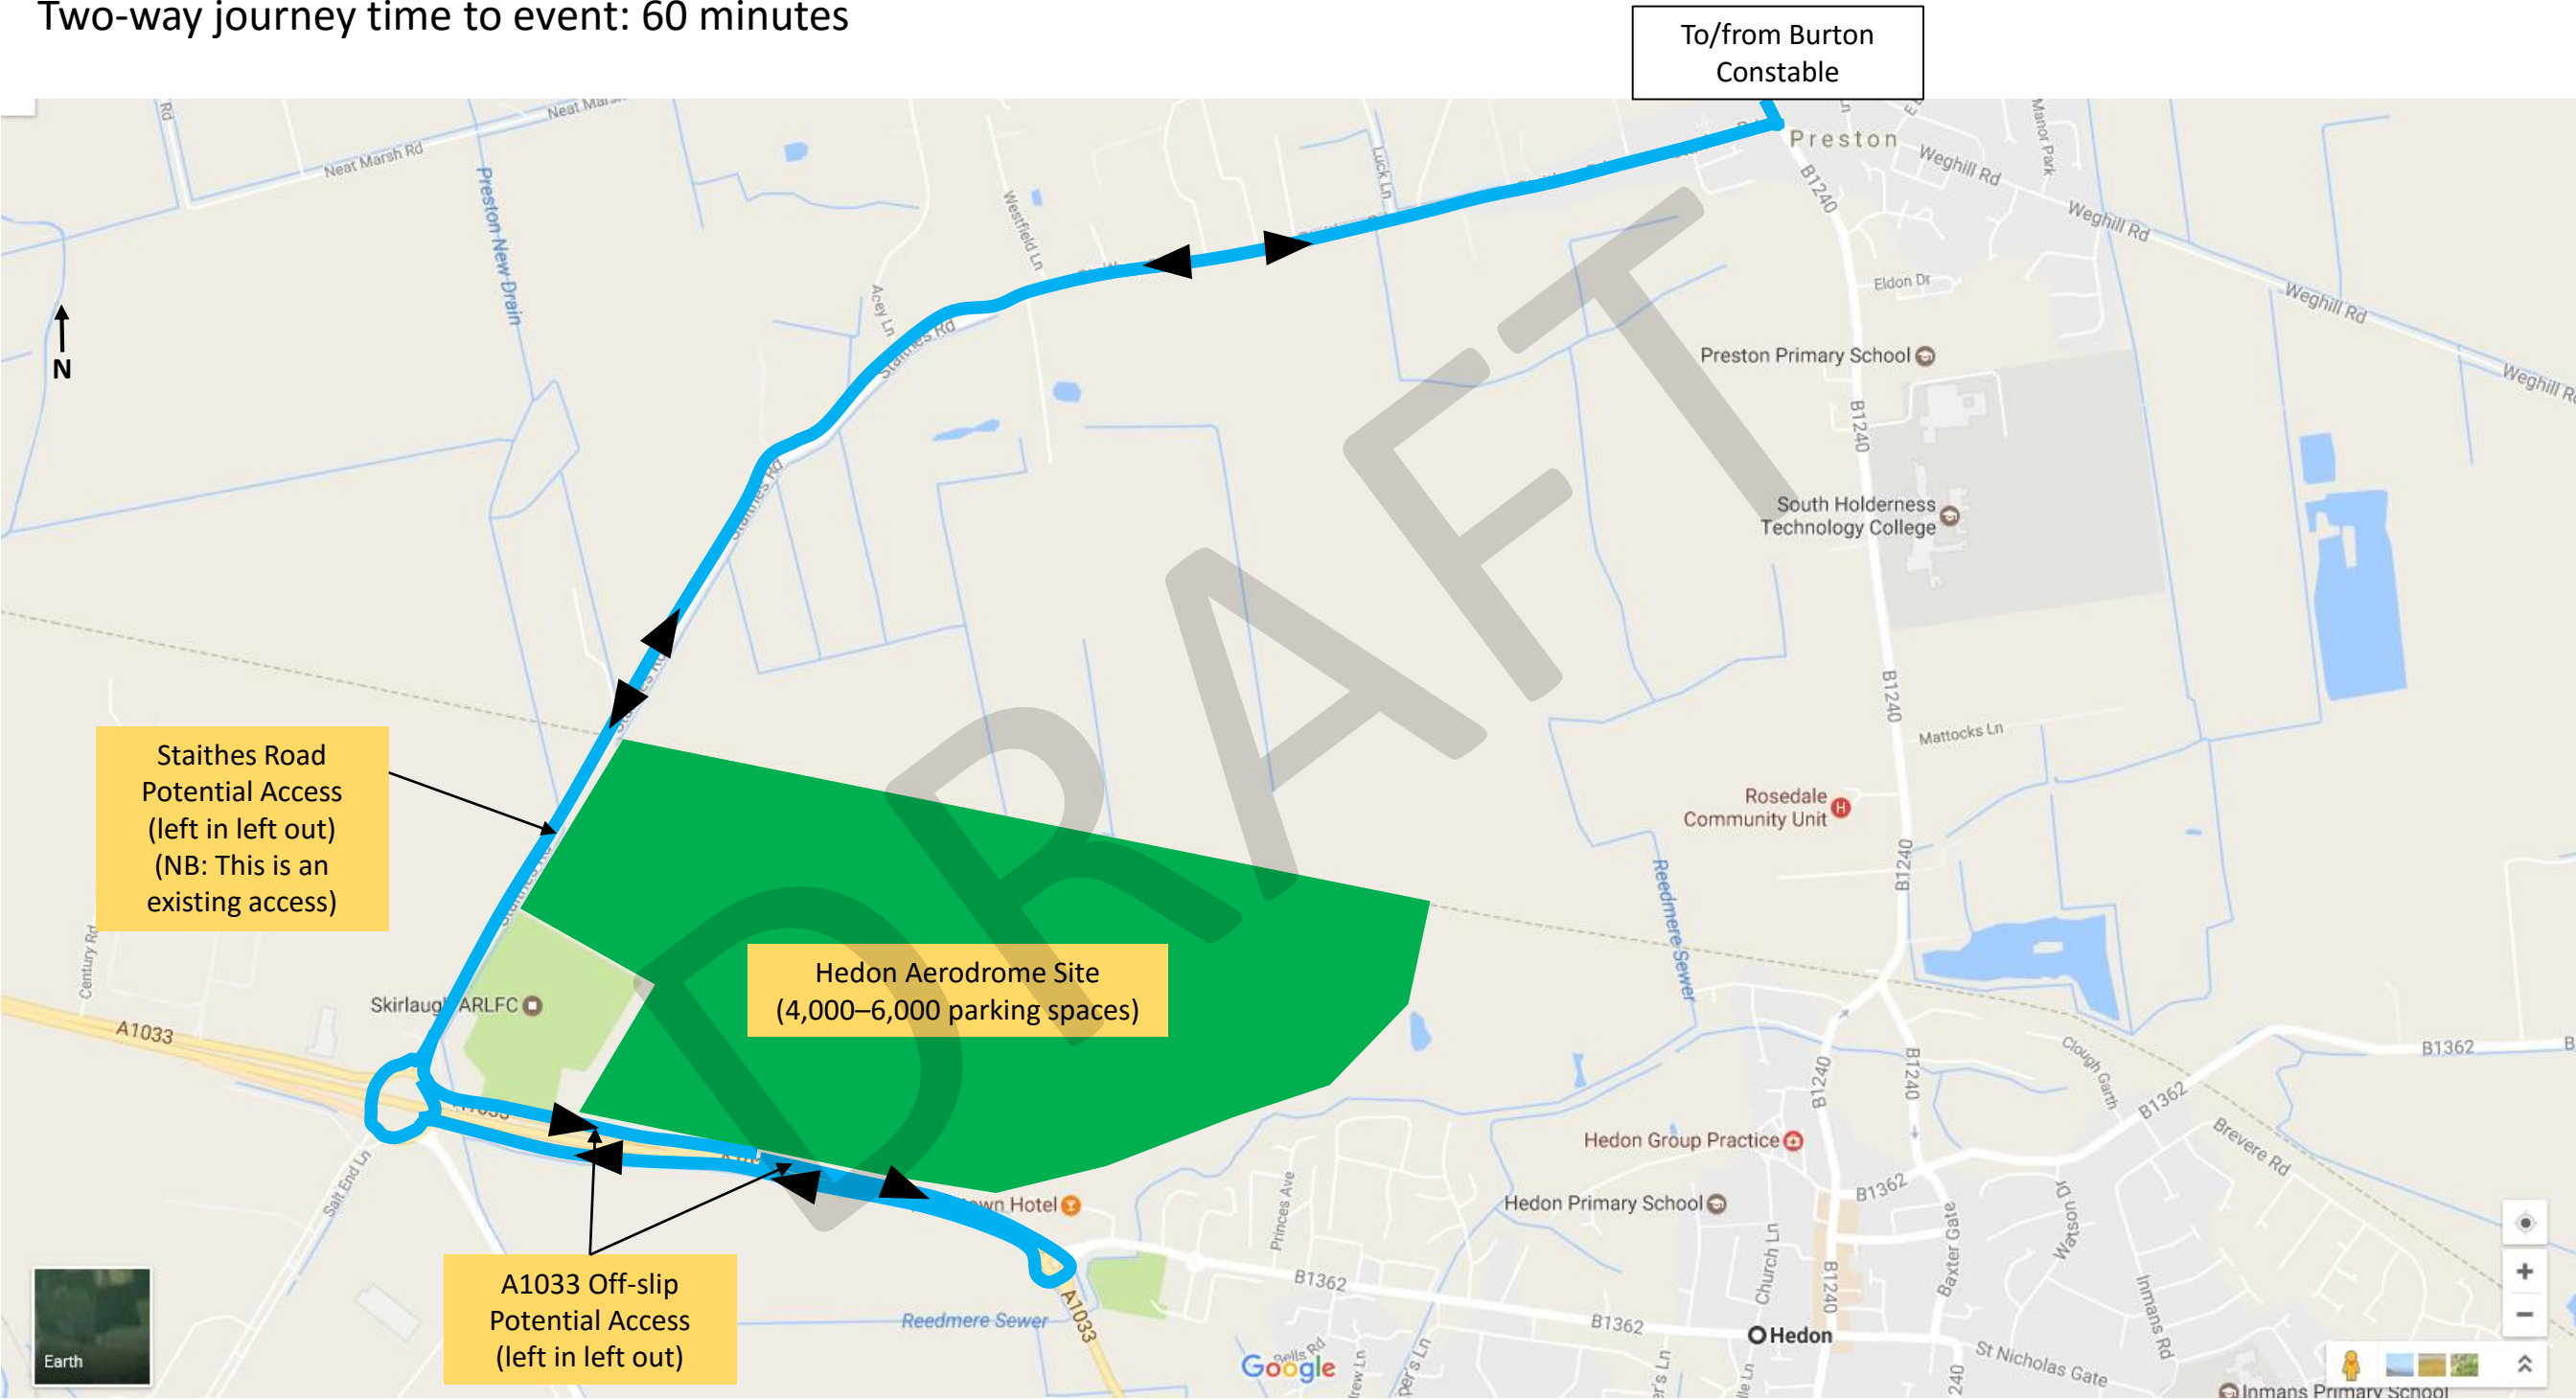 Two-way journey time to event: 60 minutes
To/from Burton
Constable
Rd
Neat Marsh Rd
Neat
Preston New Drain
Westfield Ln
Luck Ln
Preston
Manor Park
Weghill Rd
Weghill Rd
Weghill Rd
Weghill
B1240
Acey Ln
Staithes Rd
Eldon Dr
N
Preston Primary School
B1240
Staithes Rd
South Holderness
Technology College
DRAFT
B1240
Mattocks Ln
Staithes Road
Potential Access
(left in left out)
(NB: This is an
existing access)
Rosedale
Community Unit
H
B1240
Reedmere Sewer
Century Rd
Hedon Aerodrome Site
(4,000–6,000 parking spaces)
ARLFC
A1033
Clough Garth
B1362
B
B1240
B1240
B1362
Brevere Rd
Hedon Group Practice
Salt End Ln
Hotel
Princes Ave
Hedon Primary School
B1362
Baxter Gate
Watson Dr
Church Ln
A1033 Off-slip
Potential Access
(left in left out)
B1362
B1240
Inmans Rd
Reedmere Sewer
A1033
B1362
Hedon
St Nicholas Gate
Earth
Google
240
Inmans Primary School